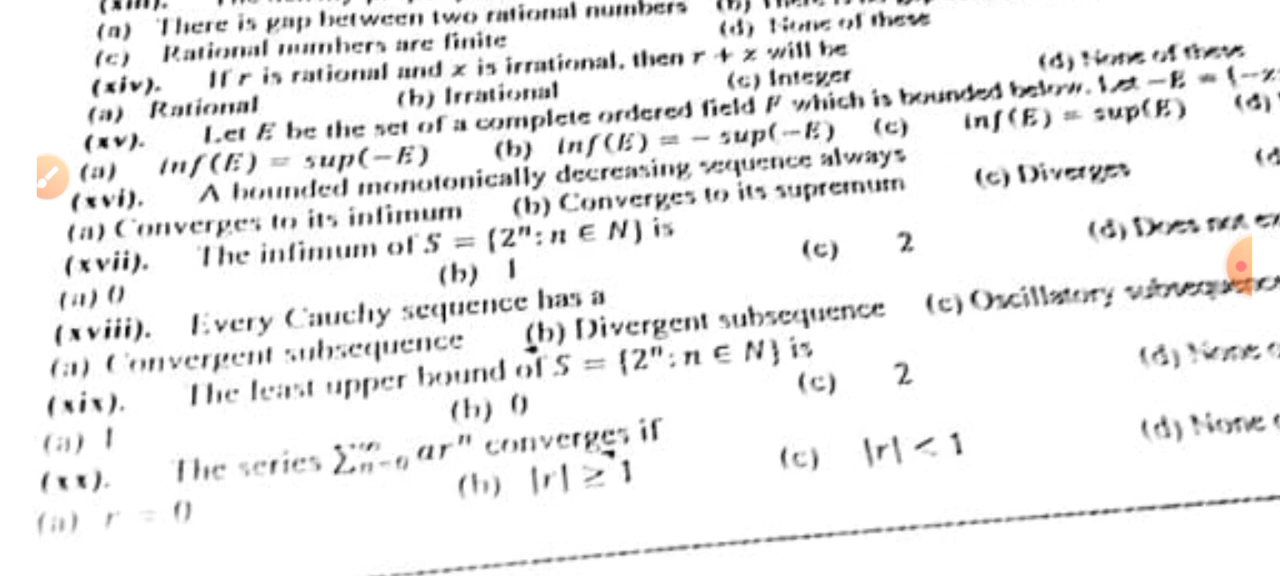 (a) There is gap between two rational numbers
(c) Rational numbers are finite (d) None of these
(xiv). If r is rational and x is irrational, then r + x will be
(a) Rational (b) Irrational (c) Integer (d) None of these
(xv). Let E be the set of a complete ordered field F which is bounded below. Let −E = {−x
(a) inf(E) = sup(−E) (b) inf(E) = − sup(−E) (c) inf(E) = sup(E) (d)
(xvi). A bounded monotonically decreasing sequence always
(a) Converges to its infimum (b) Converges to its supremum (c) Diverges
(xvii). The infimum of S = {2ⁿ: n ∈ N} is
(a) 0 (b) 1 (c) 2 (d) Does not
(xviii). Every Cauchy sequence has a
(a) Convergent subsequence (b) Divergent subsequence (c) Oscillatory subsequence
(xix). The least upper bound of S = {2ⁿ: n ∈ N} is
(a) 1 (b) 0 (c) 2 (d) None
(xx). The series ∑ₙ₌₀^∞ arⁿ converges if
(a) r = 0 (b) |r| ≥ 1 (c) |r| < 1 (d) None